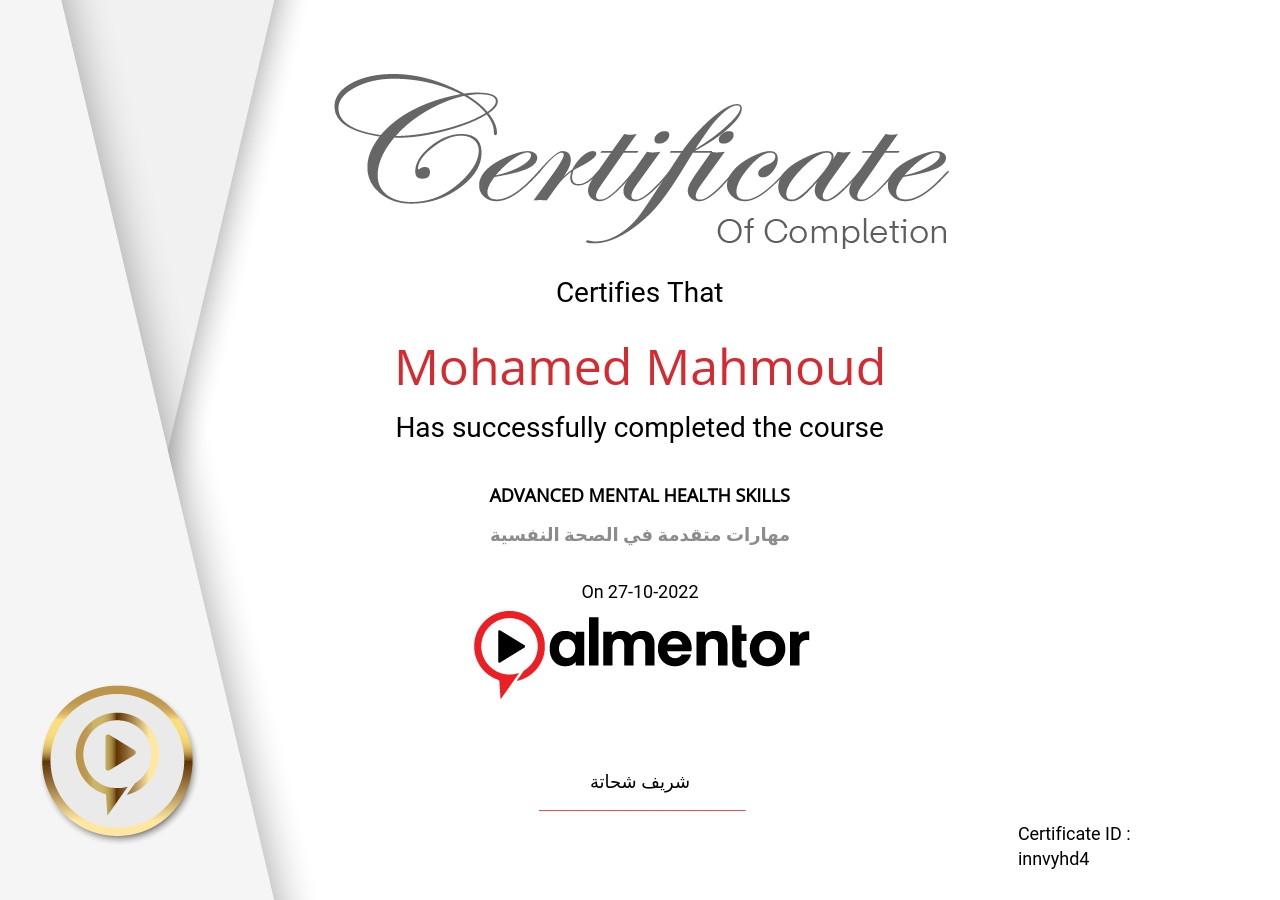 Certificate
Of Completion
Certifies That
Mohamed Mahmoud
Has successfully completed the course
ADVANCED MENTAL HEALTH SKILLS
مهارات متقدمة في الصحة النفسية
On 27-10-2022
almentor
شريف شحاتة
Certificate ID :
innvyhd4